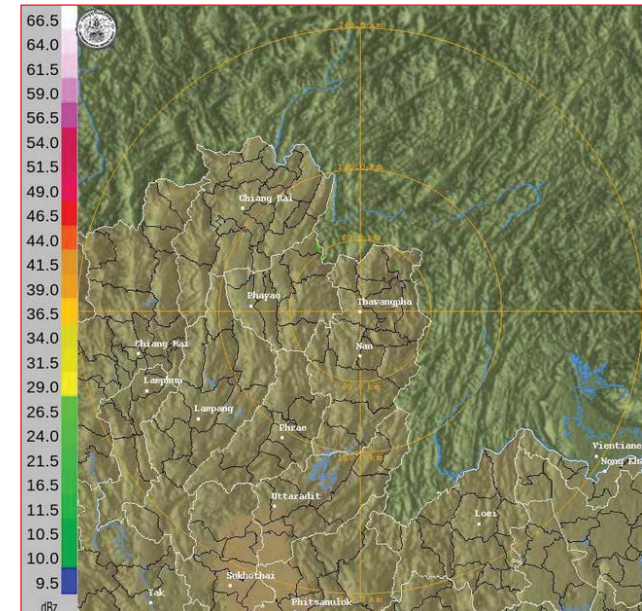 66.5
64.0
61.5
59.0
56.5
54.0
51.5
49.0
46.5
44.0
41.5
39.0
36.5
34.0
31.5
29.0
26.5
24.0
21.5
16.5
11.5
10.5
10.0
9.5
dBz
Chiang Rai
Phayao
Thawangpha
Chiang Mai
Nan
Lamphun
Lampang
Phrae
Vientiane
Nong Kha
Uttaradit
Loei
Sukhothai
Tak
Phitsanulok